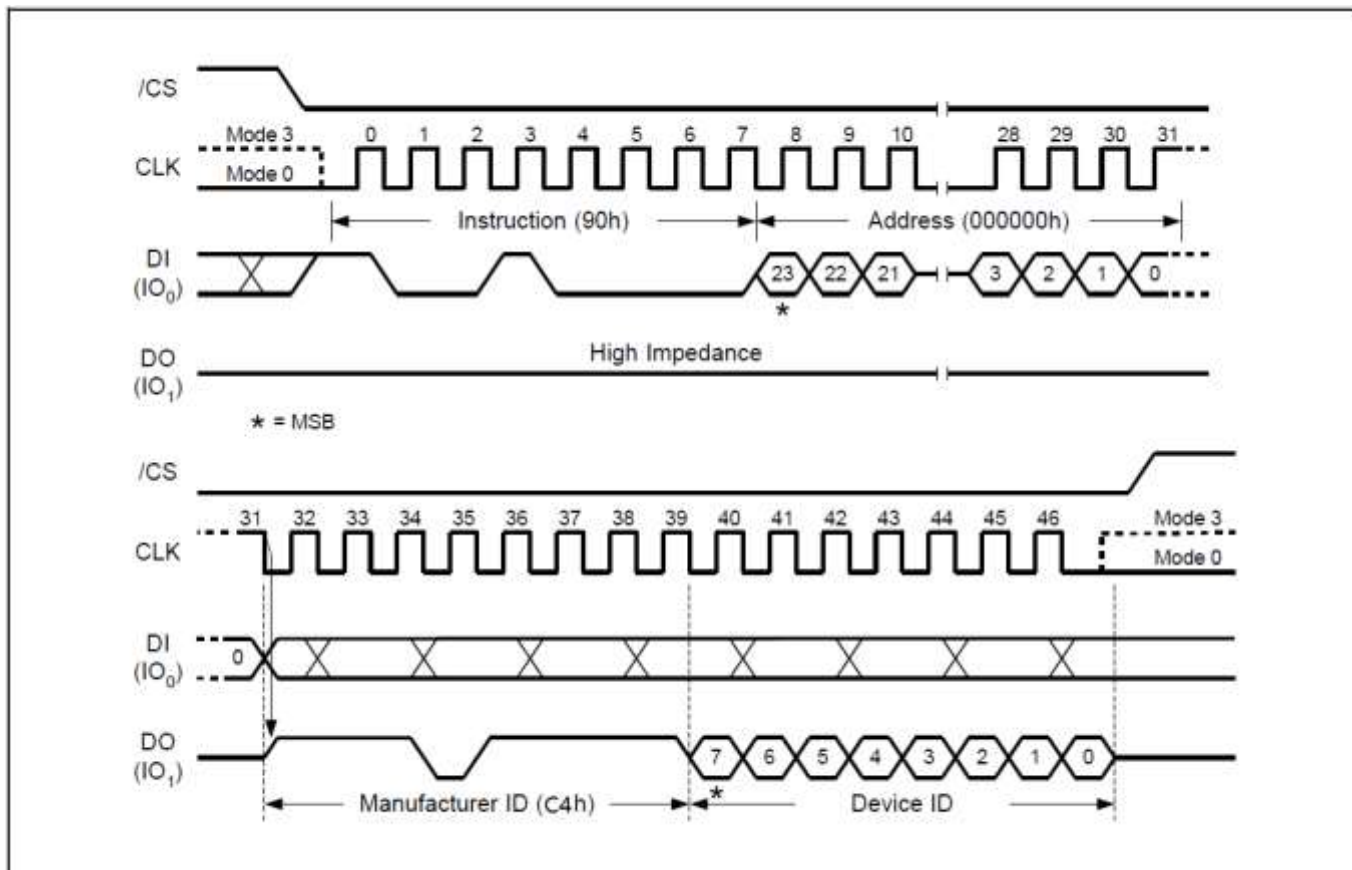 /CS
Mode 3 0 1 2 3 4 5 6 7 8 9 10 28 29 30 31
CLK
Mode 0
Instruction (90h) Address (000000h)
DI
(IO₀)
23 22 21 3 2 1 0
*
High Impedance
DO
(IO₁)
* = MSB
/CS
31 32 33 34 35 36 37 38 39 40 41 42 43 44 45 46 Mode 3
CLK
Mode 0
DI
(IO₀)
0
DO
(IO₁)
7 6 5 4 3 2 1 0
*
Manufacturer ID (C4h) Device ID